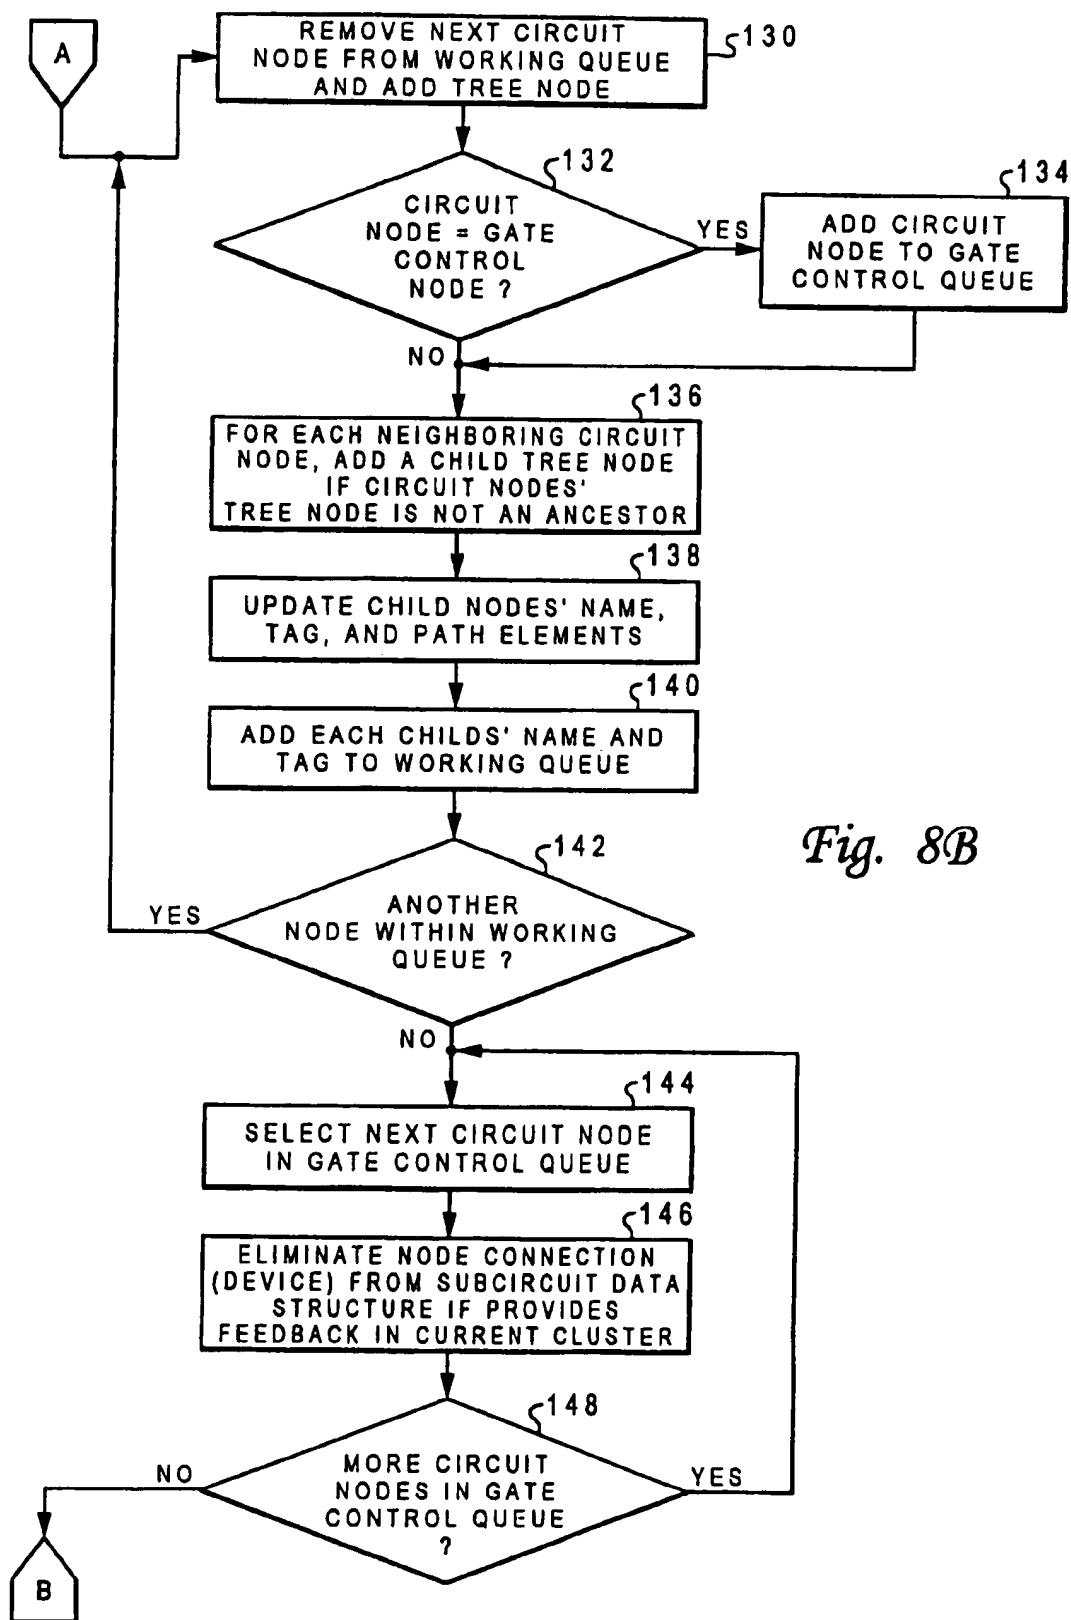 A
REMOVE NEXT CIRCUIT
NODE FROM WORKING QUEUE
AND ADD TREE NODE
130
132
CIRCUIT
NODE = GATE
CONTROL
NODE ?
YES
134
ADD CIRCUIT
NODE TO GATE
CONTROL QUEUE
NO
136
FOR EACH NEIGHBORING CIRCUIT
NODE, ADD A CHILD TREE NODE
IF CIRCUIT NODES'
TREE NODE IS NOT AN ANCESTOR
138
UPDATE CHILD NODES' NAME,
TAG, AND PATH ELEMENTS
140
ADD EACH CHILDS' NAME AND
TAG TO WORKING QUEUE
142
YES
ANOTHER
NODE WITHIN WORKING
QUEUE ?
Fig. 8B
NO
144
SELECT NEXT CIRCUIT NODE
IN GATE CONTROL QUEUE
146
ELIMINATE NODE CONNECTION
(DEVICE) FROM SUBCIRCUIT DATA
STRUCTURE IF PROVIDES
FEEDBACK IN CURRENT CLUSTER
148
NO
MORE CIRCUIT
NODES IN GATE
CONTROL QUEUE
?
YES
B